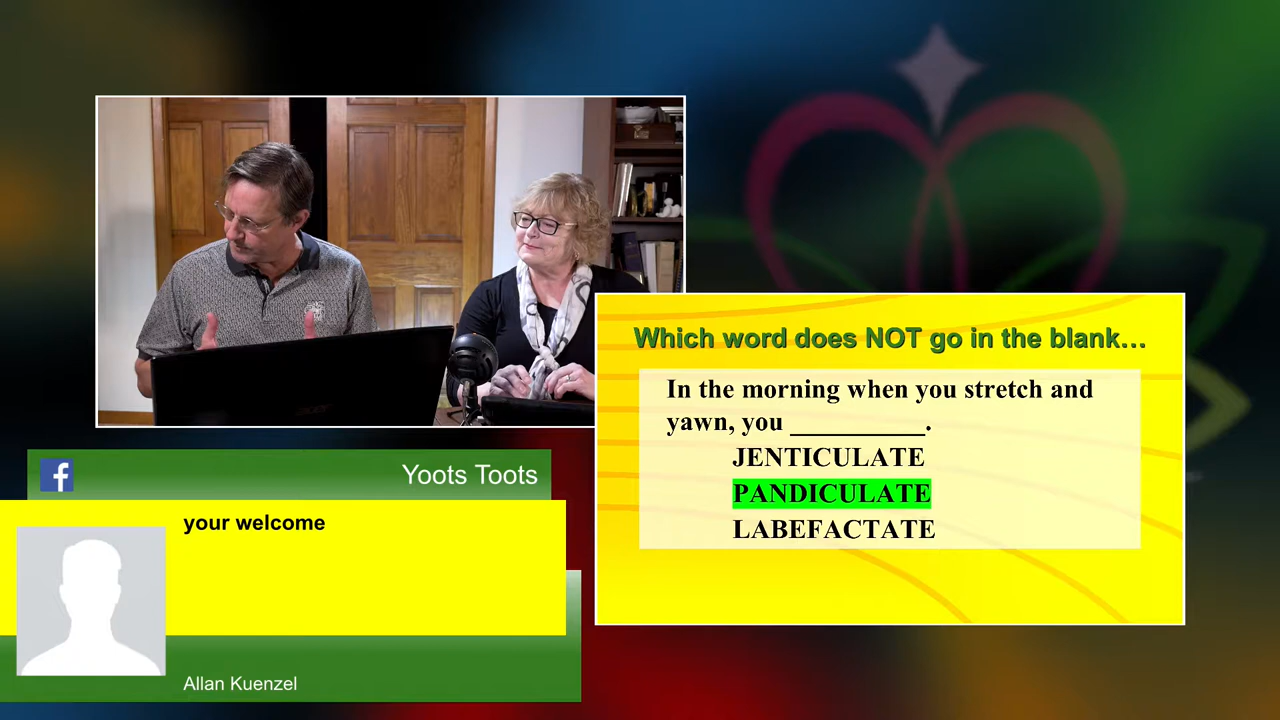 Which word does NOT go in the blank...
In the morning when you stretch and
yawn, you __________.
JENTICULATE
PANDICULATE
LABEFACTATE
f
Yoots Toots
your welcome
Allan Kuenzel